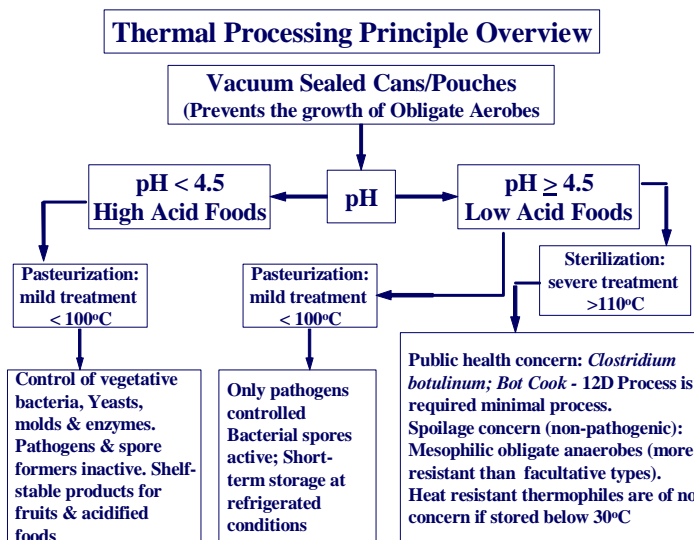 Thermal Processing Principle Overview
Vacuum Sealed Cans/Pouches
(Prevents the growth of Obligate Aerobes
pH < 4.5
High Acid Foods
pH
pH ≥ 4.5
Low Acid Foods
Pasteurization:
mild treatment
< 100°C
Pasteurization:
mild treatment
< 100°C
Sterilization:
severe treatment
>110°C
Control of vegetative
bacteria, Yeasts,
molds & enzymes.
Pathogens & spore
formers inactive. Shelf-
stable products for
fruits & acidified
foods
Only pathogens
controlled
Bacterial spores
active; Short-
term storage at
refrigerated
conditions
Public health concern: Clostridium
botulinum; Bot Cook - 12D Process is
required minimal process.
Spoilage concern (non-pathogenic):
Mesophilic obligate anaerobes (more
resistant than facultative types).
Heat resistant thermophiles are of no
concern if stored below 30°C